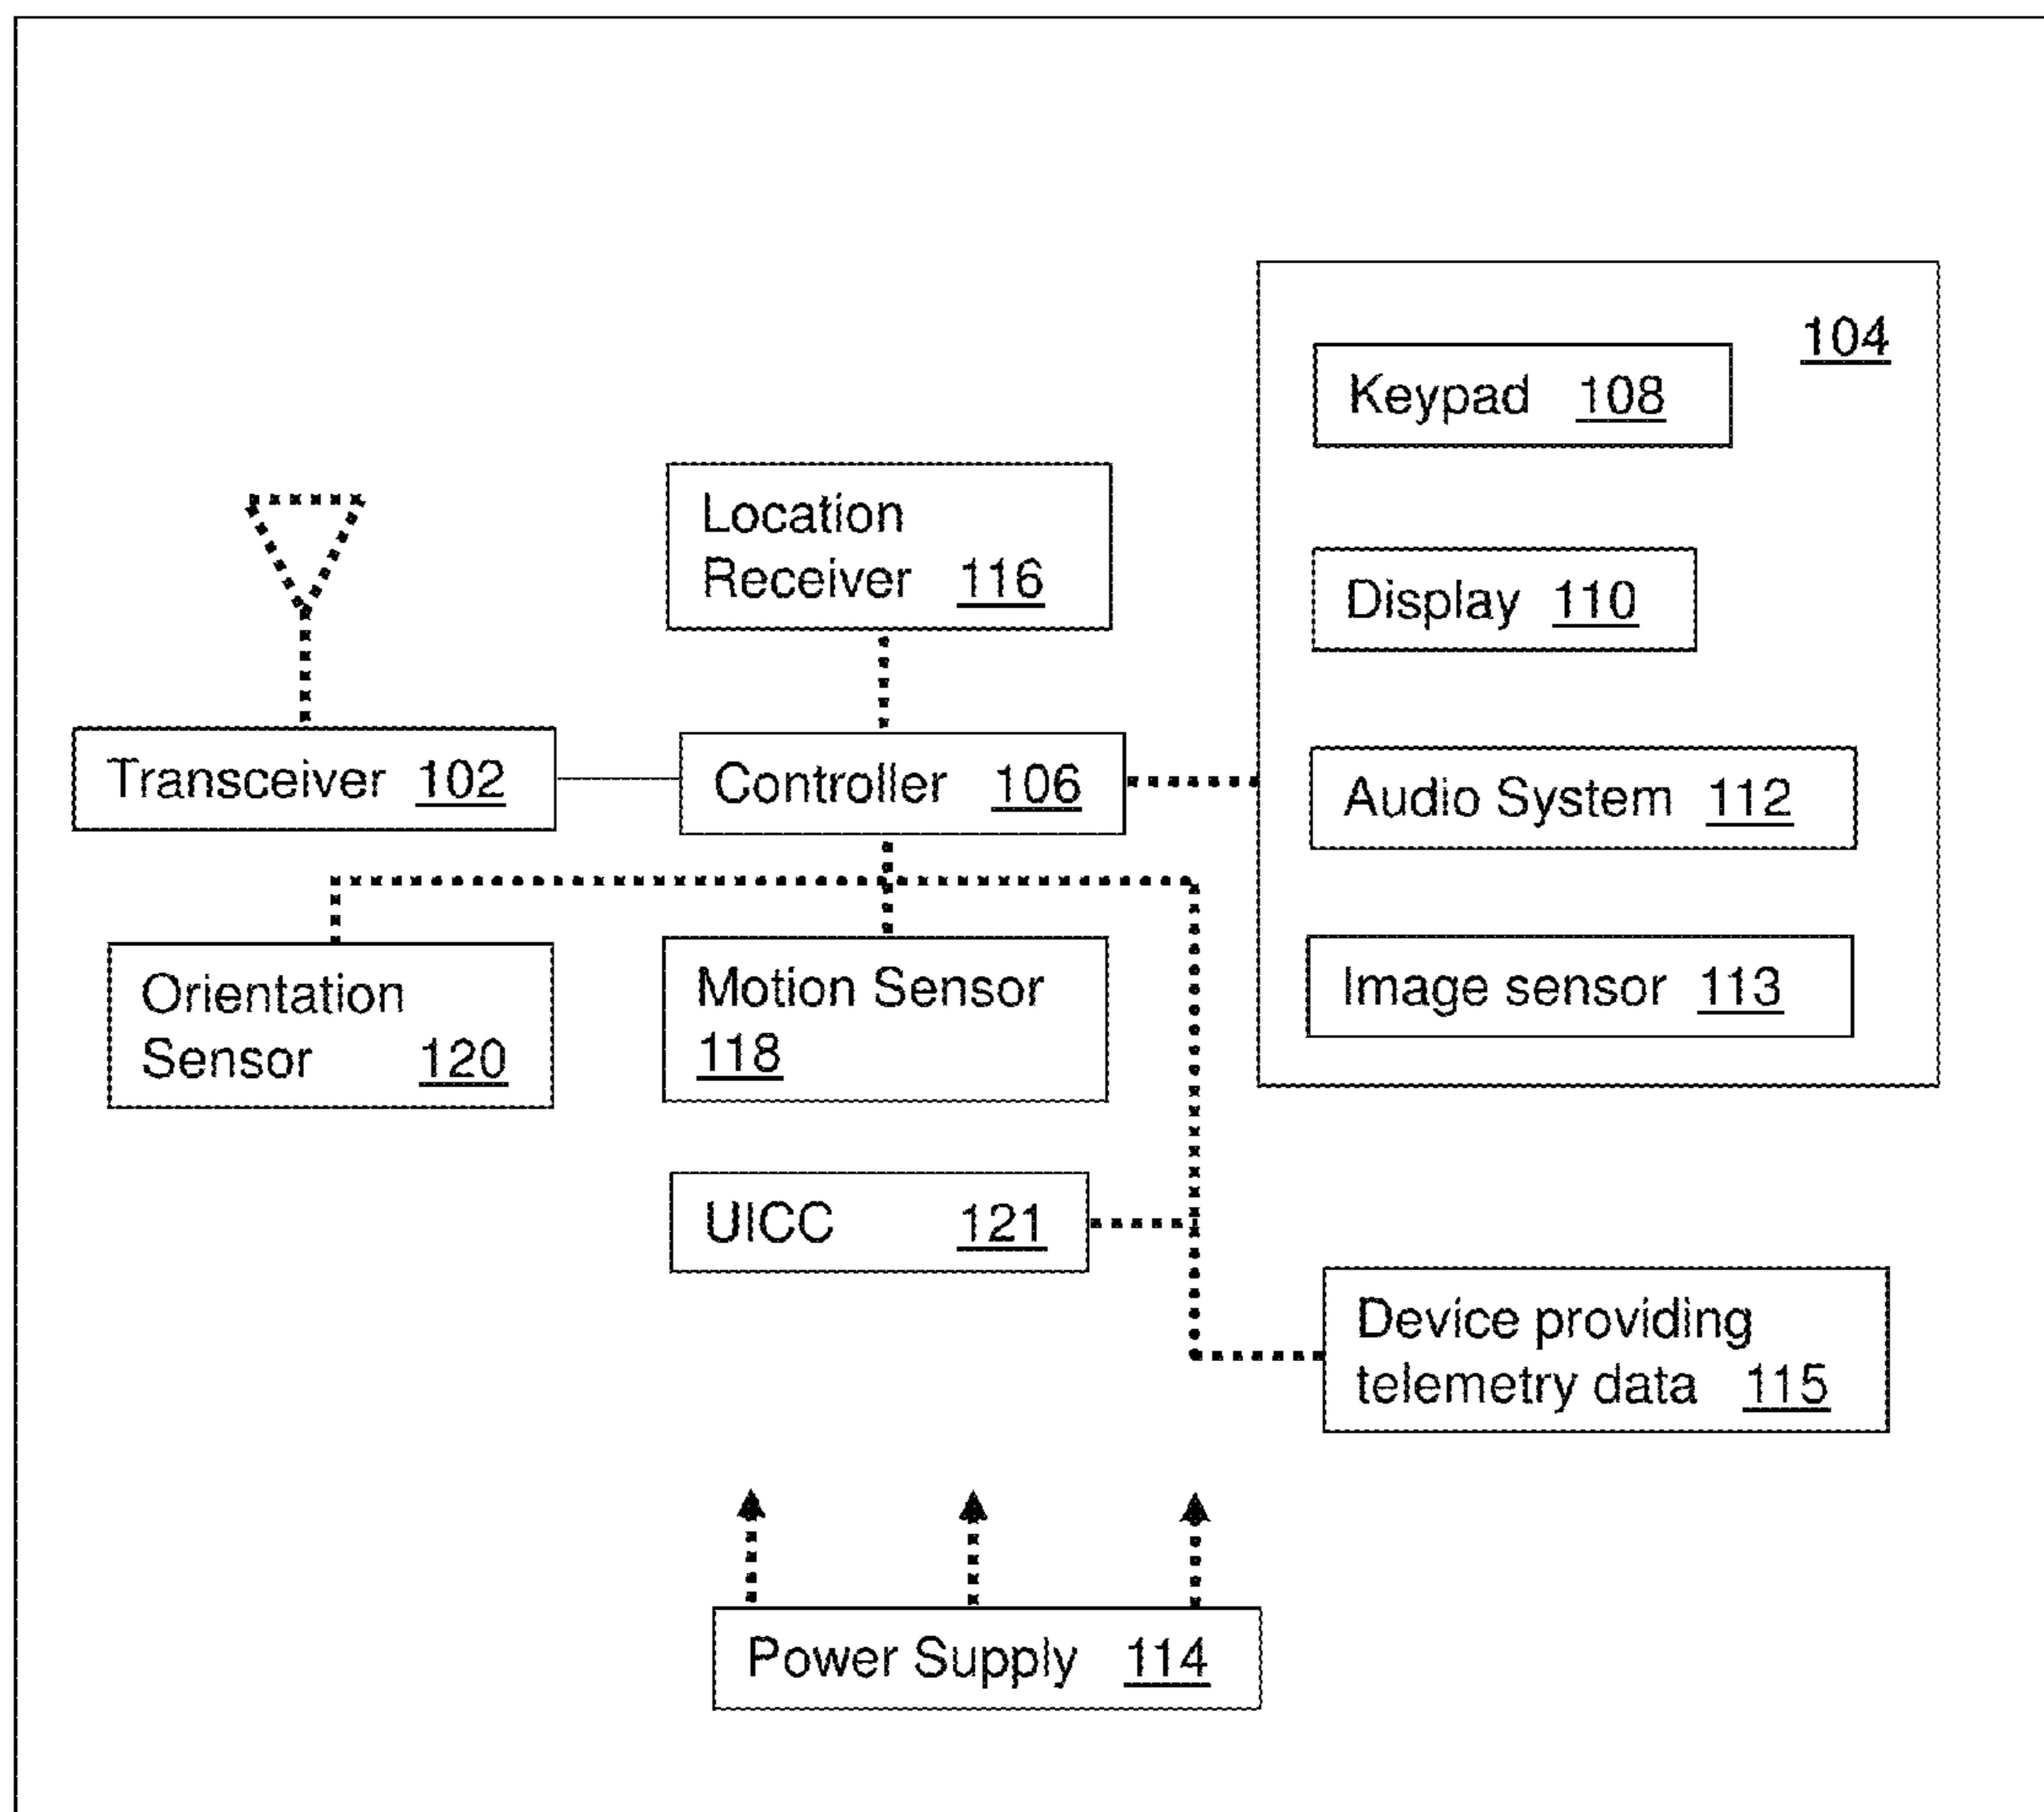 104
Keypad 108
Location
Receiver 116
Display 110
Transceiver 102
Controller 106
Audio System 112
Orientation
Sensor 120
Motion Sensor
118
Image sensor 113
UICC 121
Device providing
telemetry data 115
Power Supply 114